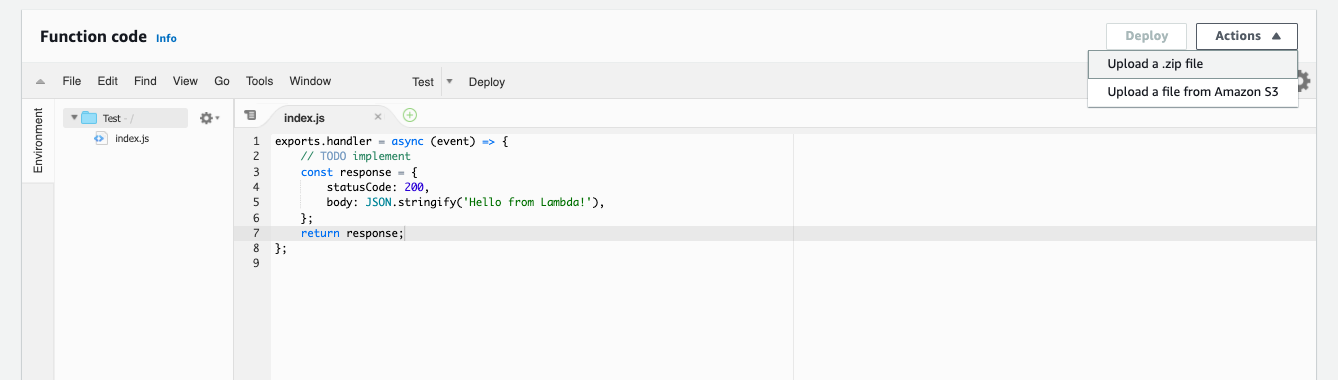 Function code Info
Deploy
Actions
Upload a .zip file
Upload a file from Amazon S3
File Edit Find View Go Tools Window Test Deploy
Environment
Test - /
index.js
index.js
1 exports.handler = async (event) => {
2     // TODO implement
3     const response = {
4         statusCode: 200,
5         body: JSON.stringify('Hello from Lambda!'),
6     };
7     return response;
8 };
9